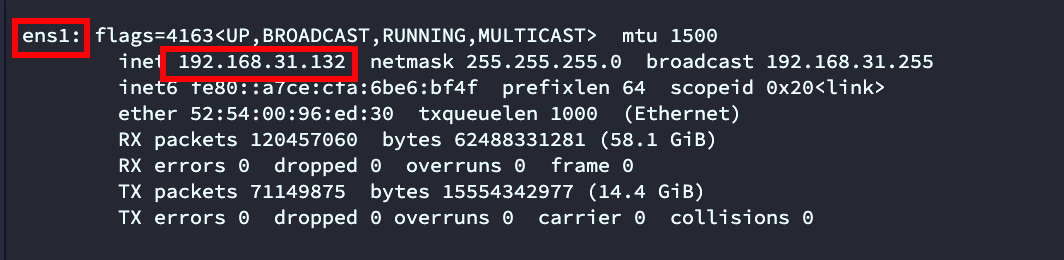 ens1: flags=4163<UP,BROADCAST,RUNNING,MULTICAST>  mtu 1500
inet 192.168.31.132  netmask 255.255.255.0  broadcast 192.168.31.255
inet6 fe80::a7ce:cfa:6be6:bf4f  prefixlen 64  scopeid 0x20<link>
ether 52:54:00:96:ed:30  txqueuelen 1000  (Ethernet)
RX packets 120457060  bytes 62488331281 (58.1 GiB)
RX errors 0  dropped 0  overruns 0  frame 0
TX packets 71149875  bytes 15554342977 (14.4 GiB)
TX errors 0  dropped 0 overruns 0  carrier 0  collisions 0